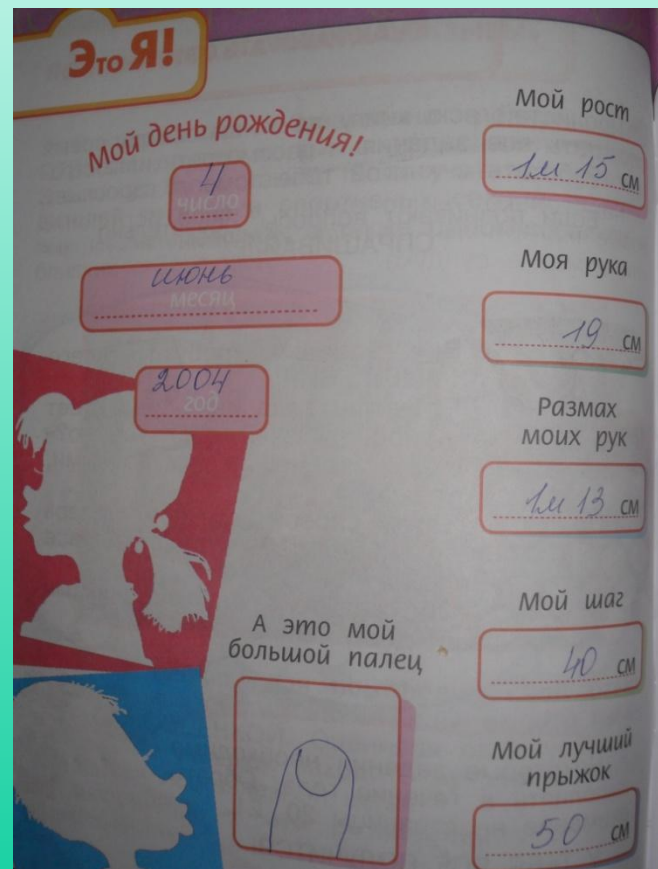 Это Я!
Мой день рождения!
4
число
июнь
месяц
2004
год
А это мой
большой палец
Мой рост
1м 15 см
Моя рука
19 см
Размах
моих рук
1м 13 см
Мой шаг
40 см
Мой лучший
прыжок
50 см